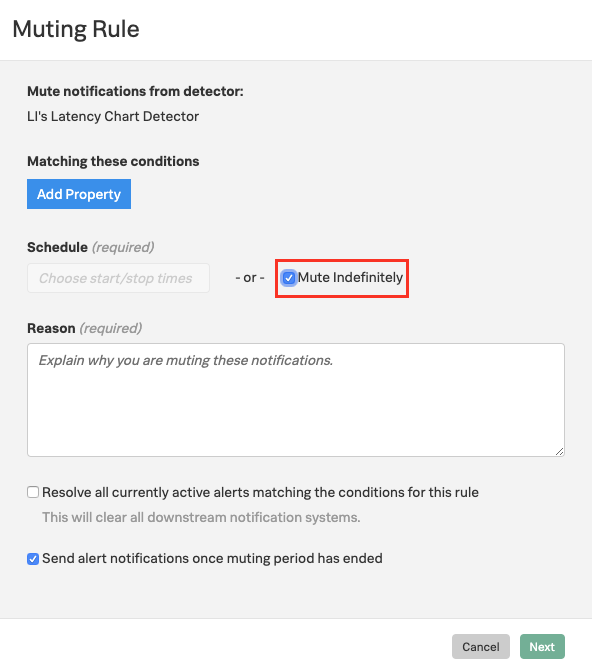 Muting Rule
Mute notifications from detector:
LI's Latency Chart Detector
Matching these conditions
Add Property
Schedule (required)
Choose start/stop times - or - Mute Indefinitely
Reason (required)
Explain why you are muting these notifications.
Resolve all currently active alerts matching the conditions for this rule
This will clear all downstream notification systems.
Send alert notifications once muting period has ended
Cancel Next